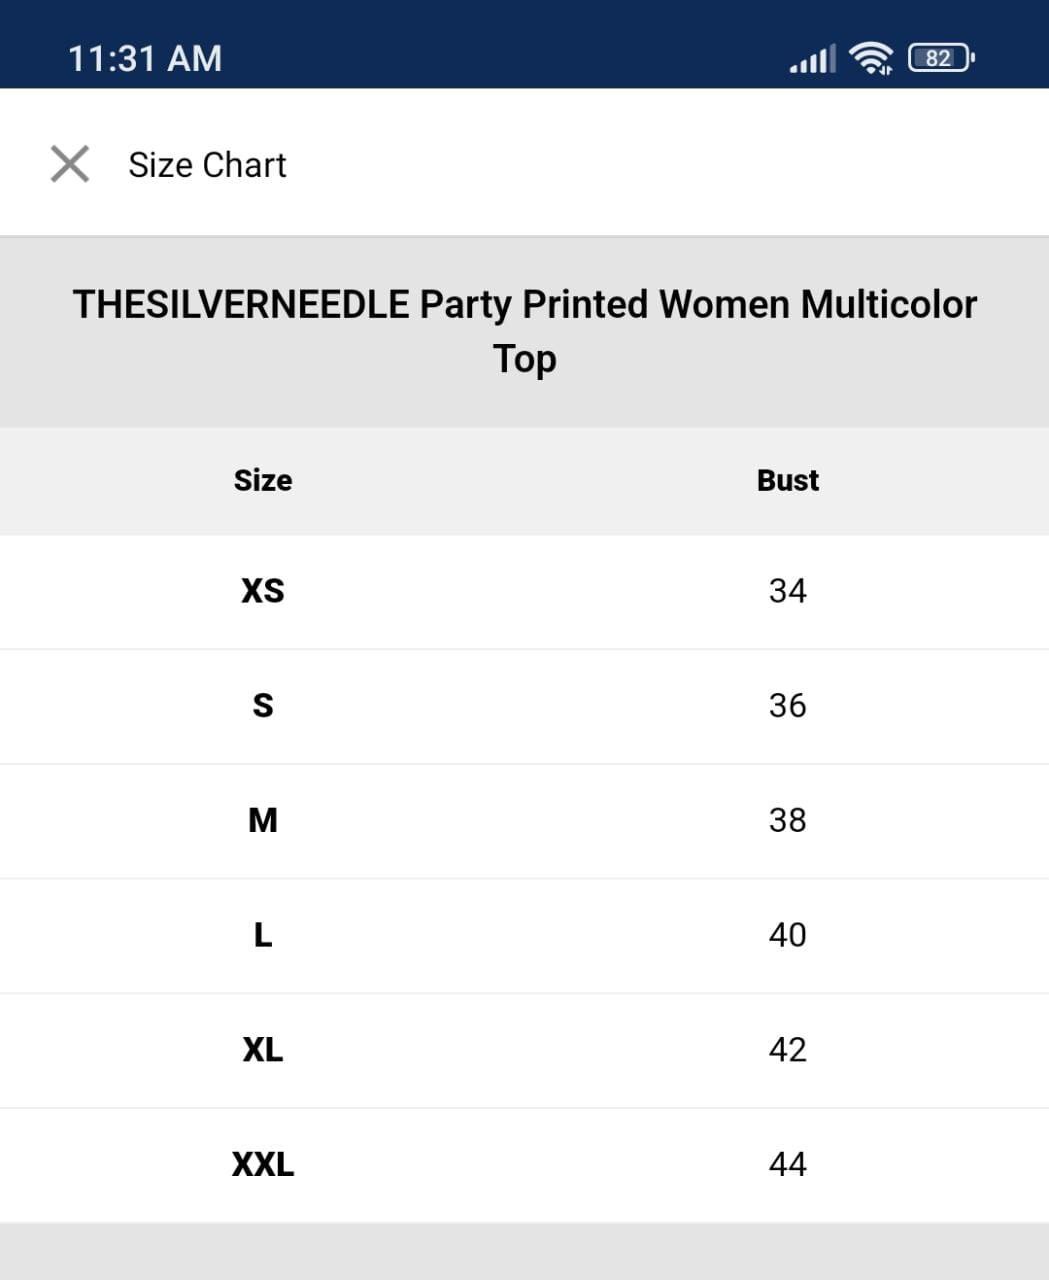 11:31 AM
82
Size Chart
THESILVERNEEDLE Party Printed Women Multicolor
Top
Size Bust
XS 34
S 36
M 38
L 40
XL 42
XXL 44